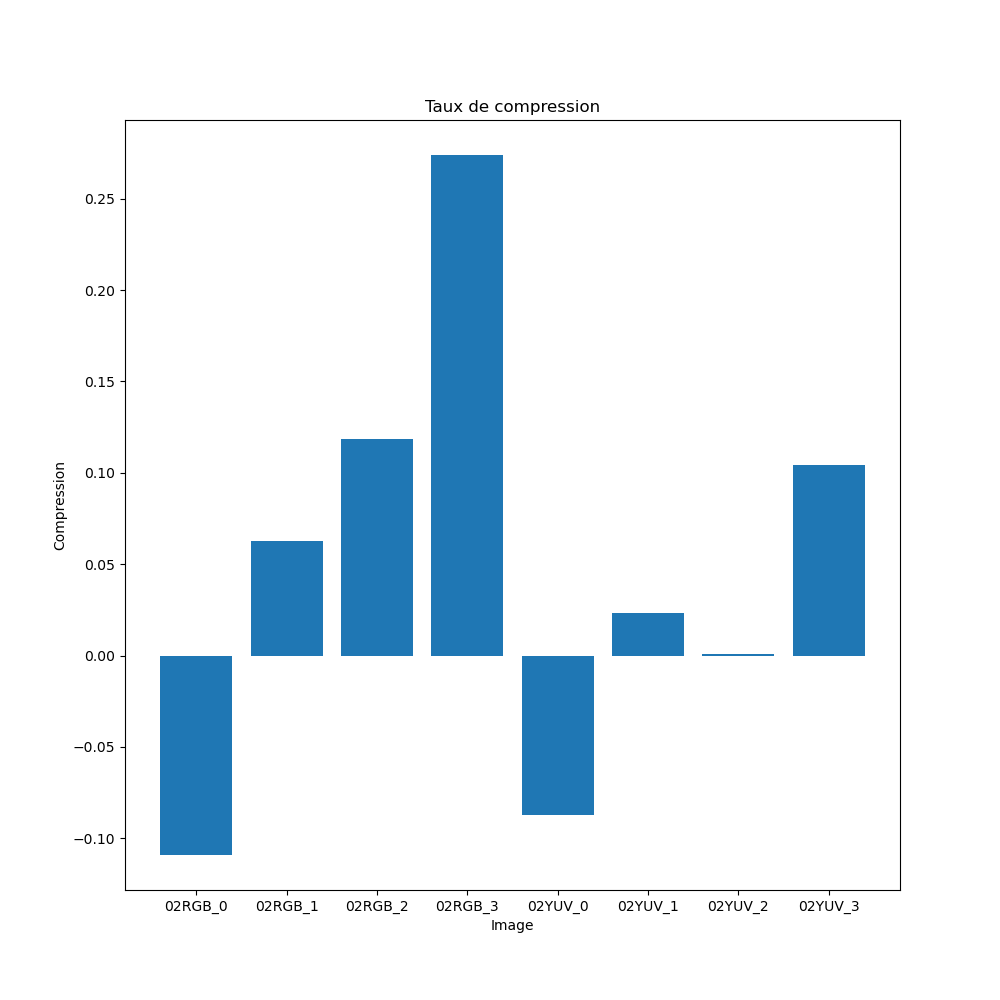 Taux de compression
0.25
0.20
0.15
0.10
Compression
0.05
0.00
−0.05
−0.10
02RGB_0 02RGB_1 02RGB_2 02RGB_3 02YUV_0 02YUV_1 02YUV_2 02YUV_3
Image